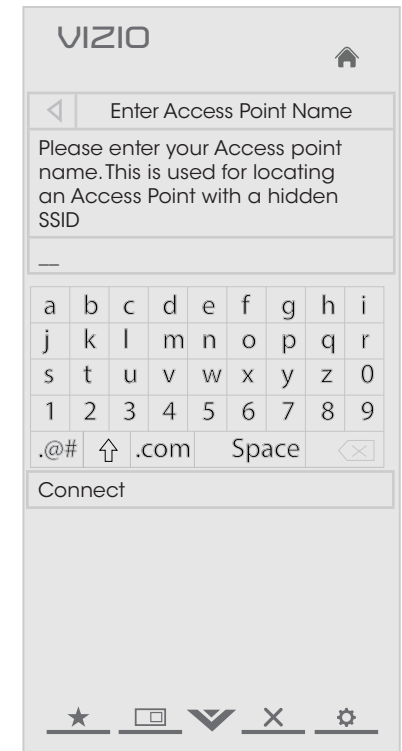 VIZIO
Enter Access Point Name
Please enter your Access point
name. This is used for locating
an Access Point with a hidden
SSID
__
a b c d e f g h i
j k l m n o p q r
s t u v w x y z 0
1 2 3 4 5 6 7 8 9
.@# .com Space
Connect